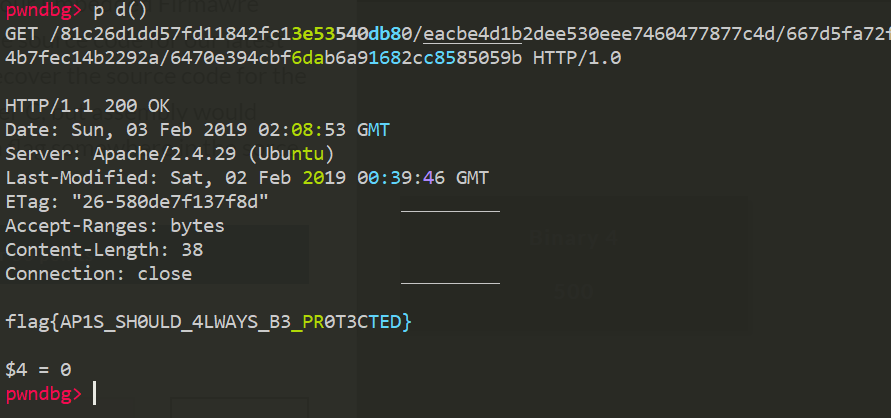 pwndbg> p d()
GET /81c26d1dd57fd11842fc13e53540db80/eacbe4d1b2dee530eee7460477877c4d/667d5fa72f
4b7fec14b2292a/6470e394cbf6dab6a91682cc8585059b HTTP/1.0
HTTP/1.1 200 OK
Date: Sun, 03 Feb 2019 02:08:53 GMT
Server: Apache/2.4.29 (Ubuntu)
Last-Modified: Sat, 02 Feb 2019 00:39:46 GMT
ETag: "26-580de7f137f8d"
Accept-Ranges: bytes
Content-Length: 38
Connection: close
flag{AP1S_SH0ULD_4LWAYS_B3_PR0T3CTED}
$4 = 0
pwndbg>